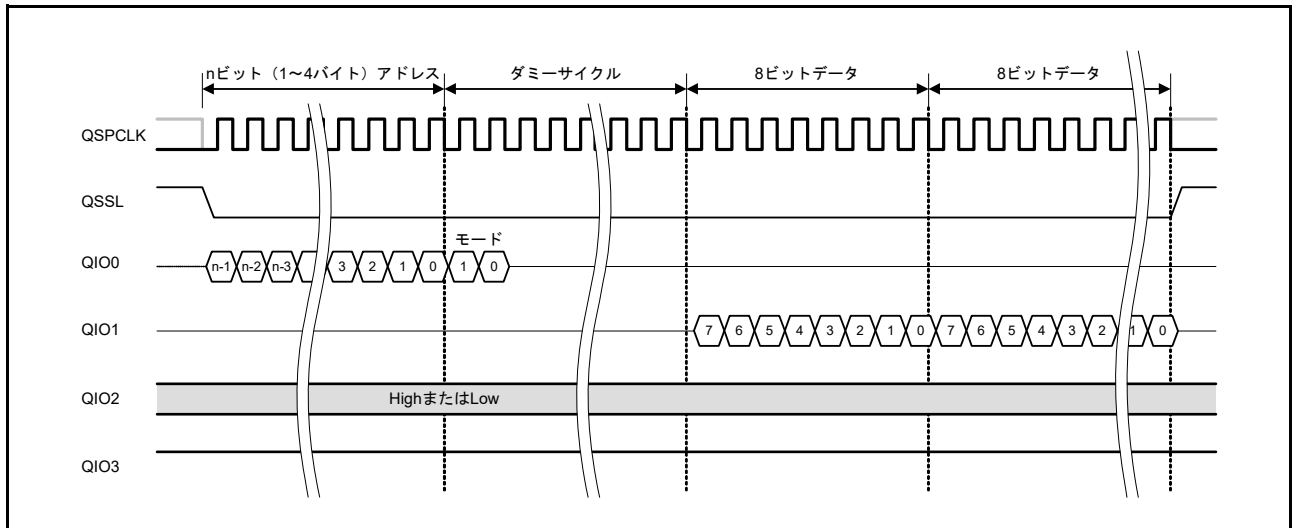 nビット（1～4バイト）アドレス ダミーサイクル 8ビットデータ 8ビットデータ
QSPCLK
QSSL
モード
QIO0 n-1 n-2 n-3 3 2 1 0 1 0
QIO1 7 6 5 4 3 2 1 0 7 6 5 4 3 2 1 0
QIO2 HighまたはLow
QIO3